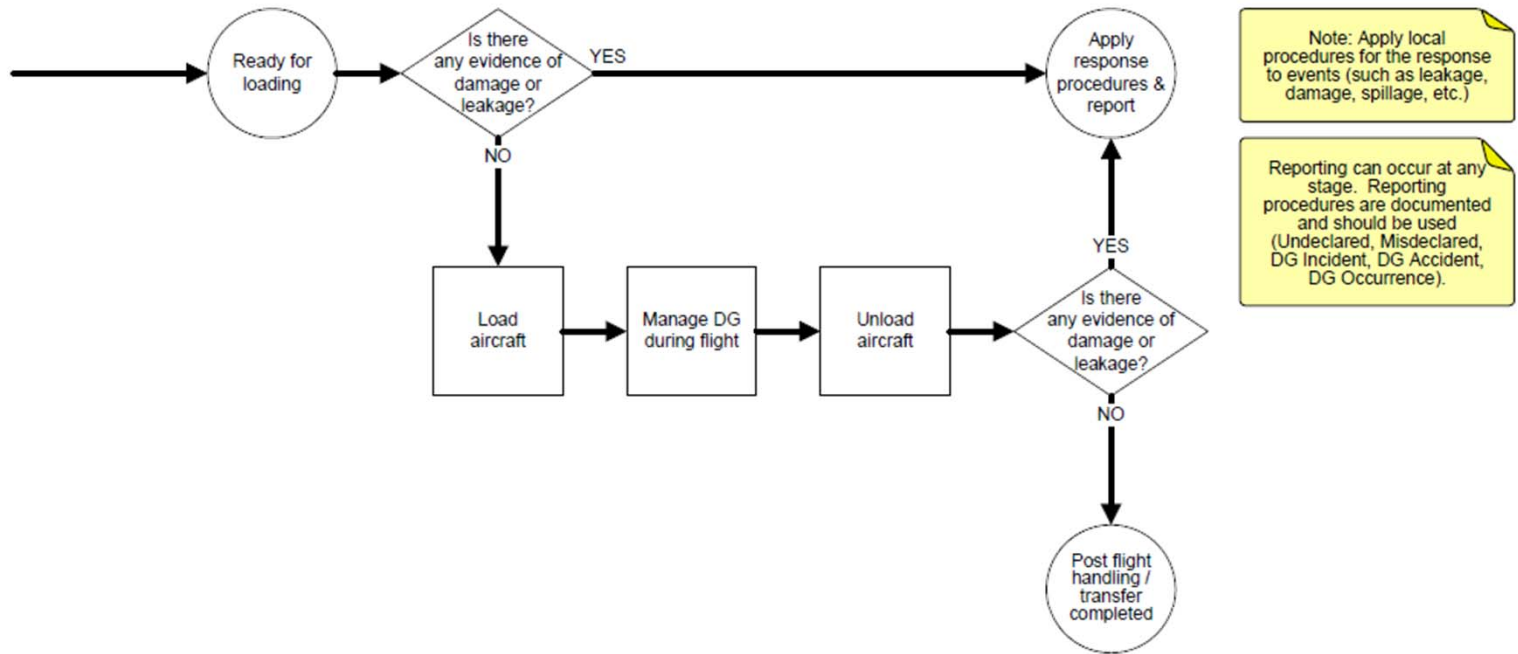 Ready for
loading
Is there
any evidence of
damage or
leakage?
YES
Apply
response
procedures &
report
Note: Apply local
procedures for the response
to events (such as leakage,
damage, spillage, etc.)
NO
Reporting can occur at any
stage. Reporting
procedures are documented
and should be used
(Undeclared, Misdeclared,
DG Incident, DG Accident,
DG Occurrence).
Load
aircraft
Manage DG
during flight
Unload
aircraft
YES
Is there
any evidence of
damage or
leakage?
NO
Post flight
handling /
transfer
completed